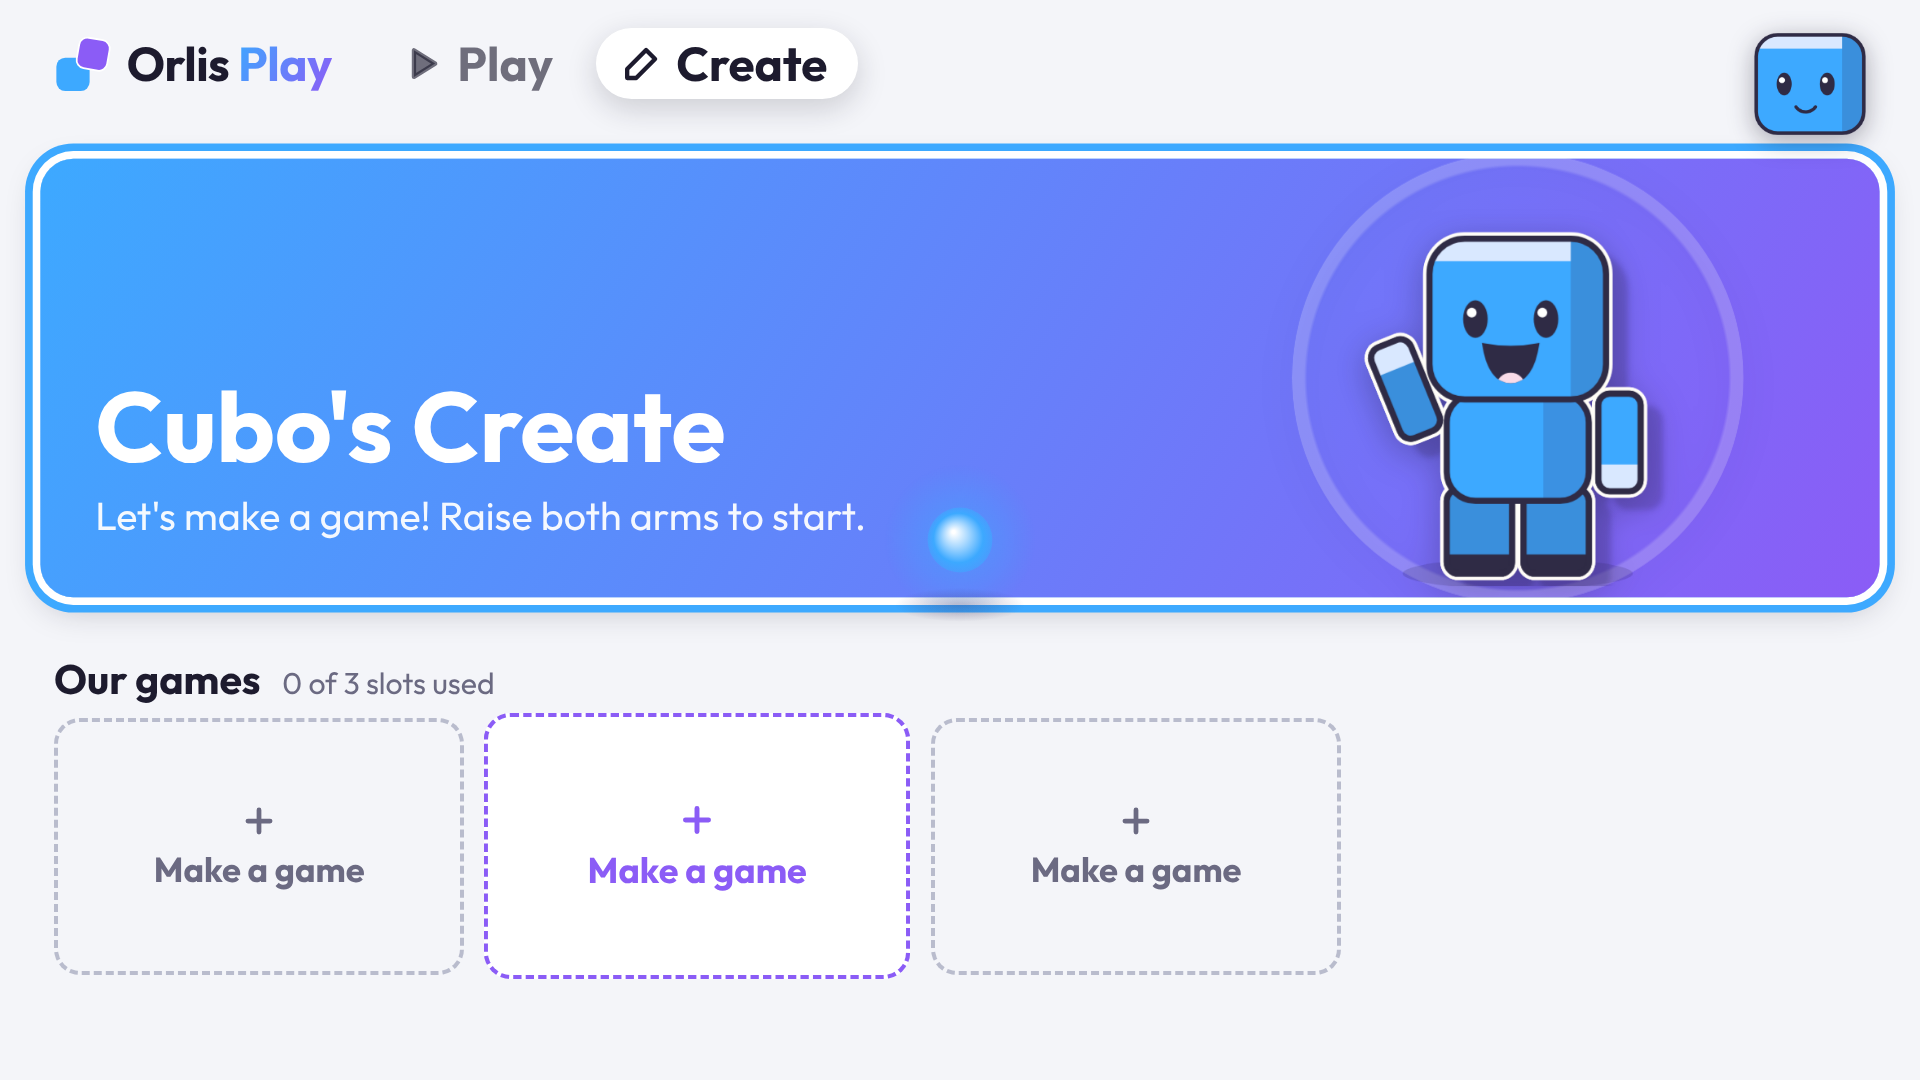 Orlis Play
Play
Create
Cubo's Create
Let's make a game! Raise both arms to start.
Our games
0 of 3 slots used
Make a game
Make a game
Make a game